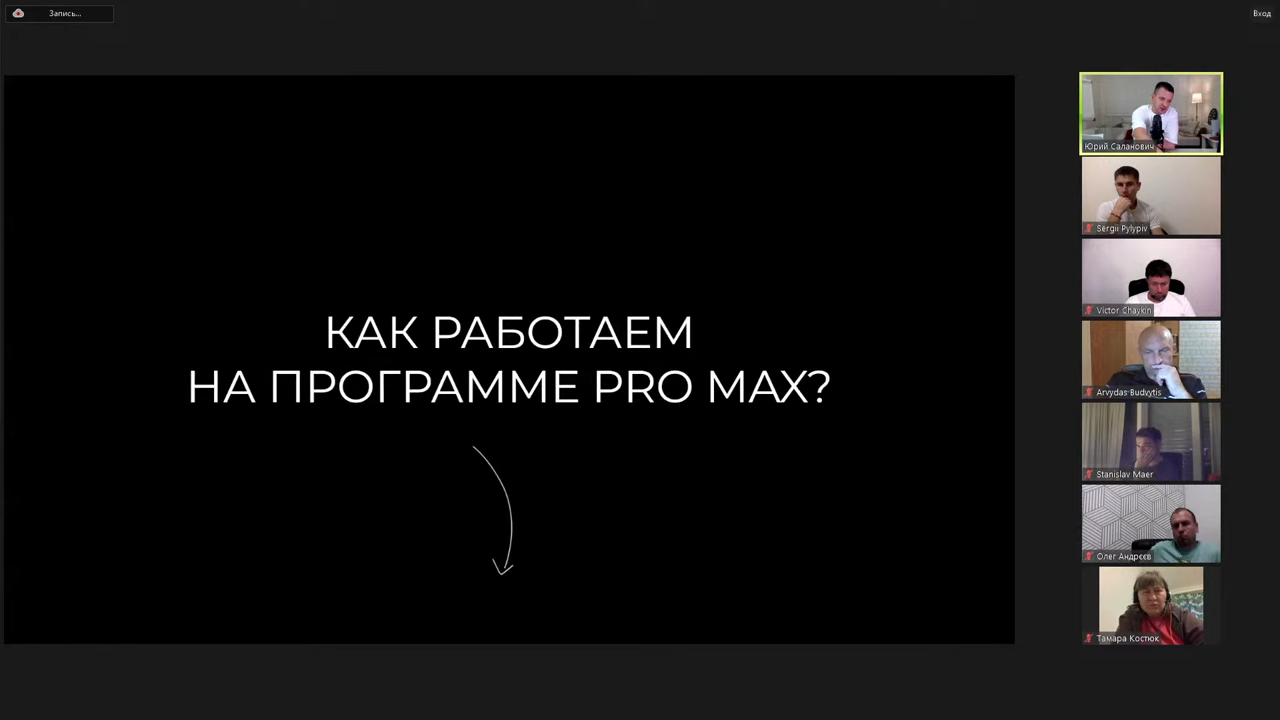 Запись...
Вход
КАК РАБОТАЕМ
НА ПРОГРАММЕ PRO MAX?
Юрий Саланович
Sergii Pylypiv
Victor Chaykin
Arvydas Budvytis
Stanislav Maer
Олег Андрєєв
Тамара Костюк